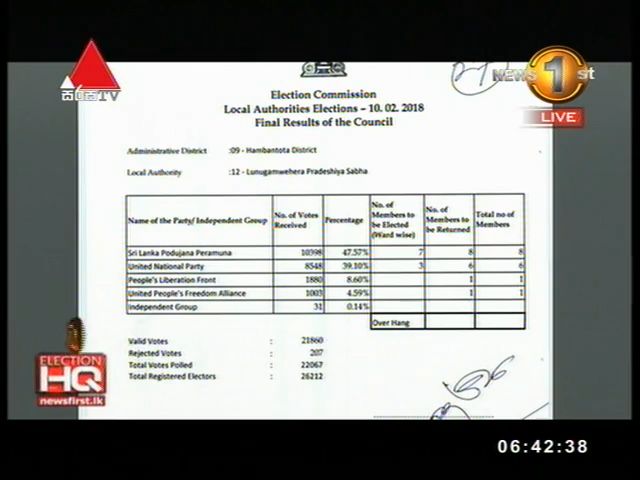 සිරස TV
NEWS 1st
LIVE
Election Commission
Local Authorities Elections – 10. 02. 2018
Final Results of the Council
Administrative District :09 - Hambantota District
Local Authority :12 - Lunugamwehera Pradeshiya Sabha
Name of the Party/ Independent Group No. of Votes Received Percentage No. of Members to be Elected (Ward wise) No. of Members to be Returned Total no of Members
Sri Lanka Podujana Peramuna 10398 47.57% 7 8 8
United National Party 8548 39.10% 3 6 6
People's Liberation Front 1880 8.60% 1 1
United People's Freedom Alliance 1003 4.59% 1 1
Independent Group 31 0.14%
Over Hang
Valid Votes : 21860
Rejected Votes : 207
Total Votes Polled : 22067
Total Registered Electors : 26212
ELECTION
HQ
newsfirst.lk
06:42:38